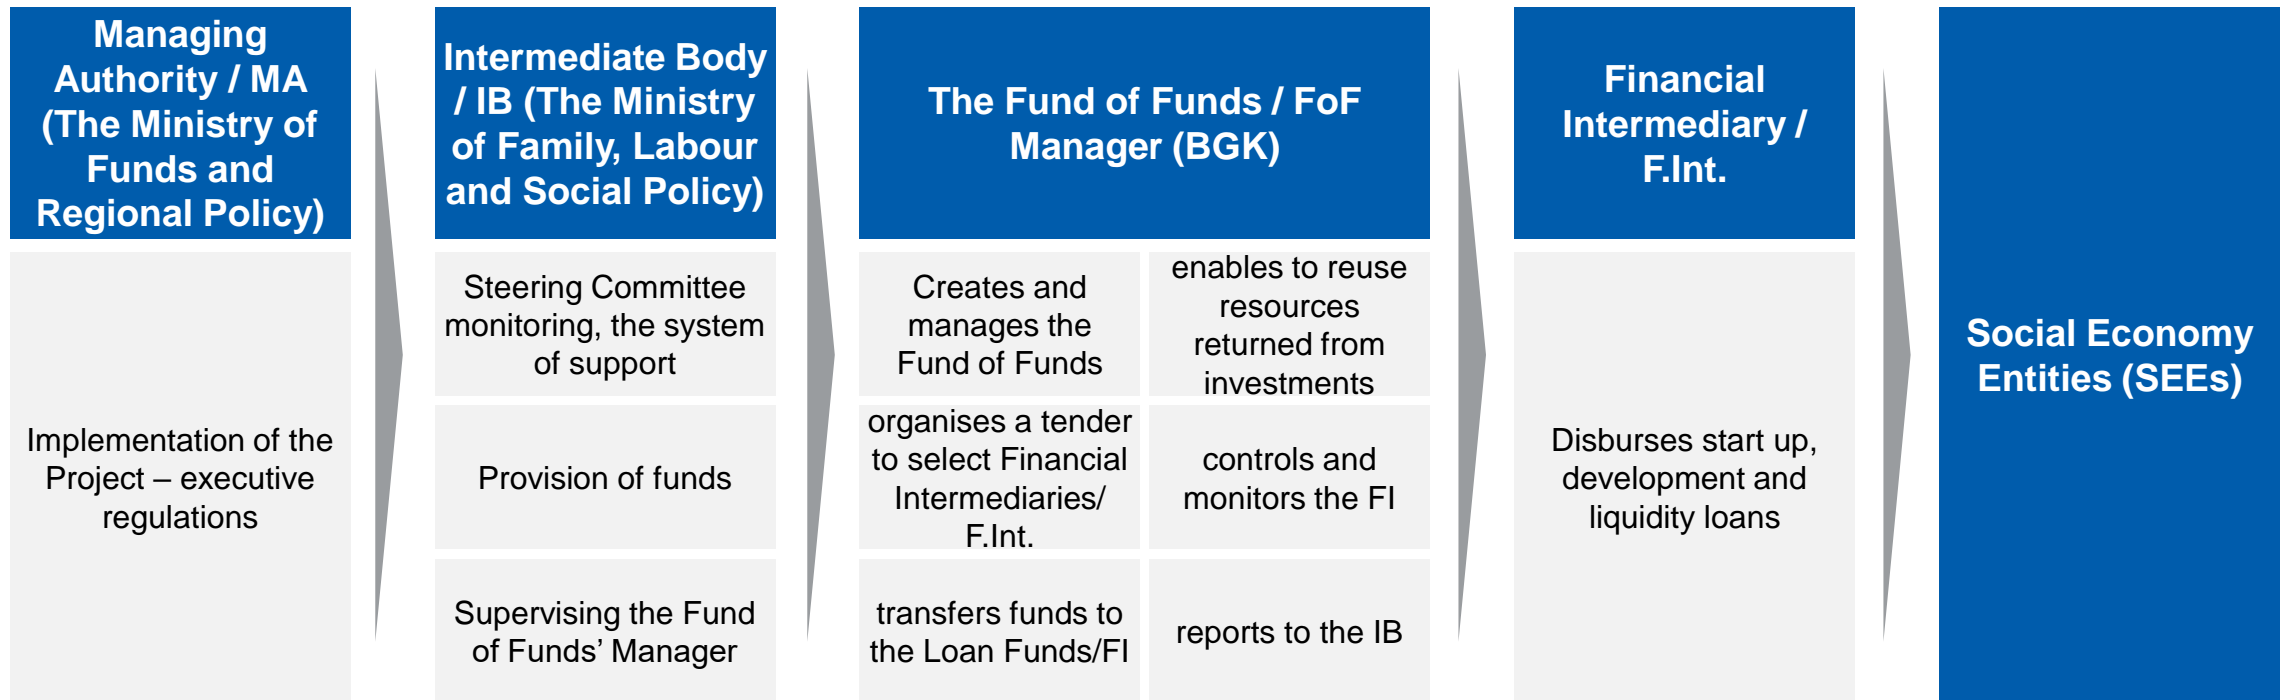 Managing
Authority / MA
(The Ministry of
Funds and
Regional Policy)
Implementation of the
Project – executive
regulations
Intermediate Body
/ IB (The Ministry
of Family, Labour
and Social Policy)
Steering Committee
monitoring, the system
of support
Provision of funds
Supervising the Fund
of Funds’ Manager
The Fund of Funds / FoF
Manager (BGK)
Creates and
manages the
Fund of Funds
enables to reuse
resources
returned from
investments
organises a tender
to select Financial
Intermediaries/
F.Int.
controls and
monitors the FI
transfers funds to
the Loan Funds/FI
reports to the IB
Financial
Intermediary /
F.Int.
Disburses start up,
development and
liquidity loans
Social Economy
Entities (SEEs)